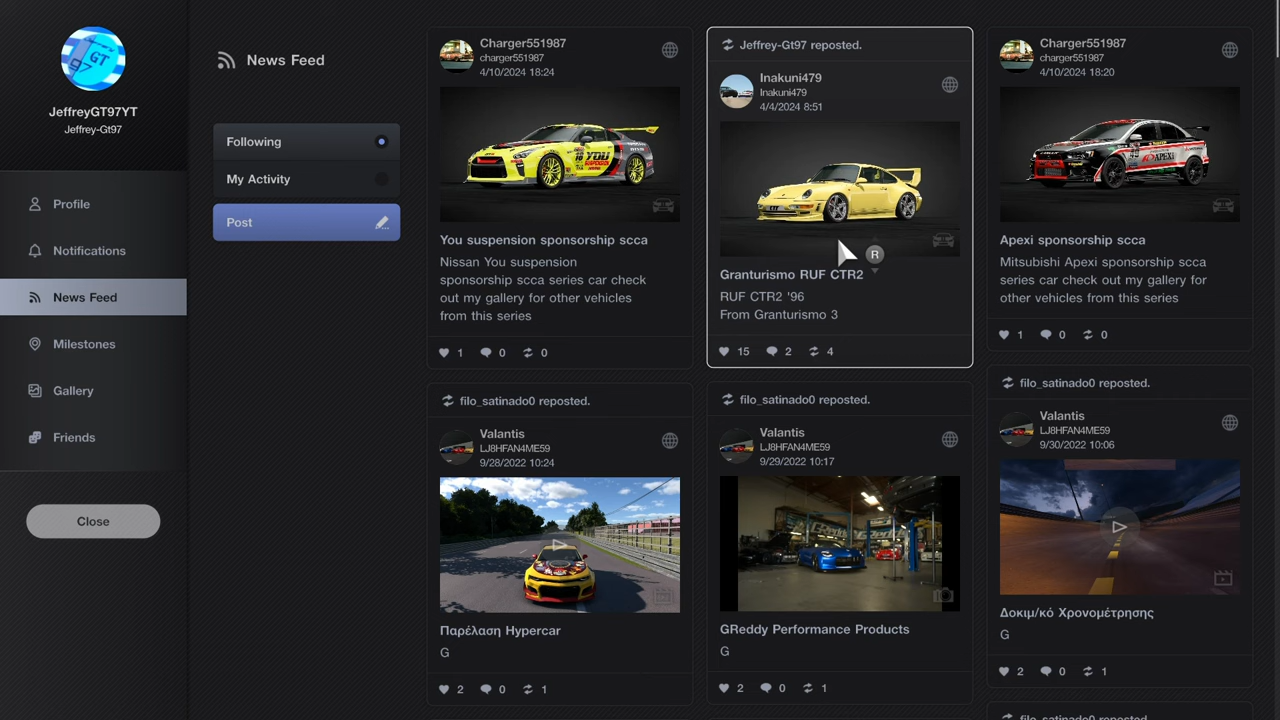 JeffreyGT97YT
Jeffrey-Gt97
Profile
Notifications
News Feed
Milestones
Gallery
Friends
Close
News Feed
Following
My Activity
Post
Charger551987
charger551987
4/10/2024 18:24
You suspension sponsorship scca
Nissan You suspension
sponsorship scca series car check
out my gallery for other vehicles
from this series
1 0 0
Jeffrey-Gt97 reposted.
Inakuni479
Inakuni479
4/4/2024 8:51
R
Granturismo RUF CTR2
RUF CTR2 '96
From Granturismo 3
15 2 4
Charger551987
charger551987
4/10/2024 18:20
APEXi
Apexi sponsorship scca
Mitsubishi Apexi sponsorship scca
series car check out my gallery for
other vehicles from this series
1 0 0
filo_satinado0 reposted.
Valantis
LJ8HFAN4ME59
9/28/2022 10:24
Παρέλαση Hypercar
G
2 0 1
filo_satinado0 reposted.
Valantis
LJ8HFAN4ME59
9/29/2022 10:17
GReddy Performance Products
G
2 0 1
filo_satinado0 reposted.
Valantis
LJ8HFAN4ME59
9/30/2022 10:06
Δοκιμ/κό Χρονομέτρησης
G
2 0 1
filo_satinado0 reposted.